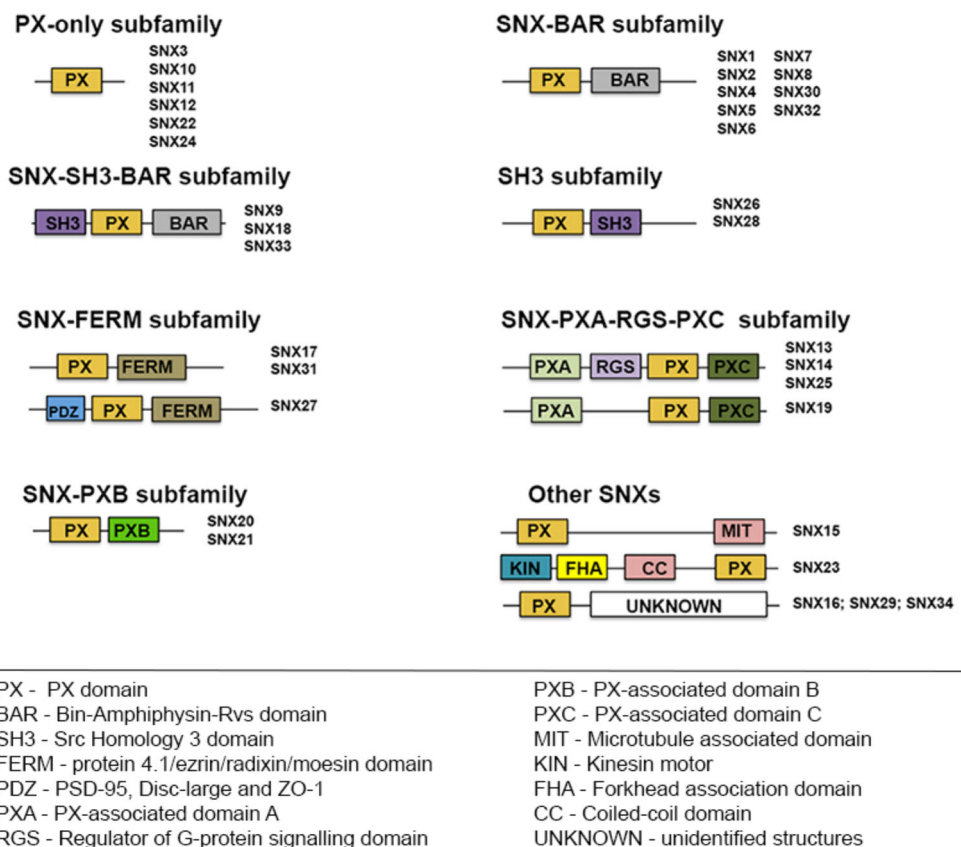 PX-only subfamily
PX
SNX3
SNX10
SNX11
SNX12
SNX22
SNX24
SNX-BAR subfamily
PX BAR
SNX1 SNX7
SNX2 SNX8
SNX4 SNX30
SNX5 SNX32
SNX6
SNX-SH3-BAR subfamily
SH3 PX BAR
SNX9
SNX18
SNX33
SH3 subfamily
PX SH3
SNX26
SNX28
SNX-FERM subfamily
PX FERM
SNX17
SNX31
PDZ PX FERM SNX27
SNX-PXA-RGS-PXC subfamily
PXA RGS PX PXC
SNX13
SNX14
SNX25
PXA PX PXC SNX19
SNX-PXB subfamily
PX PXB
SNX20
SNX21
Other SNXs
PX MIT SNX15
KIN FHA CC PX SNX23
PX UNKNOWN SNX16; SNX29; SNX34
PX - PX domain
BAR - Bin-Amphiphysin-Rvs domain
SH3 - Src Homology 3 domain
FERM - protein 4.1/ezrin/radixin/moesin domain
PDZ - PSD-95, Disc-large and ZO-1
PXA - PX-associated domain A
RGS - Regulator of G-protein signalling domain
PXB - PX-associated domain B
PXC - PX-associated domain C
MIT - Microtubule associated domain
KIN - Kinesin motor
FHA - Forkhead association domain
CC - Coiled-coil domain
UNKNOWN - unidentified structures